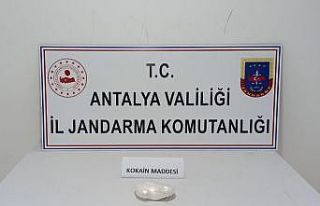 T.C.
ANTALYA VALİLİĞİ
İL JANDARMA KOMUTANLIĞI
KOKAİN MADDESİ